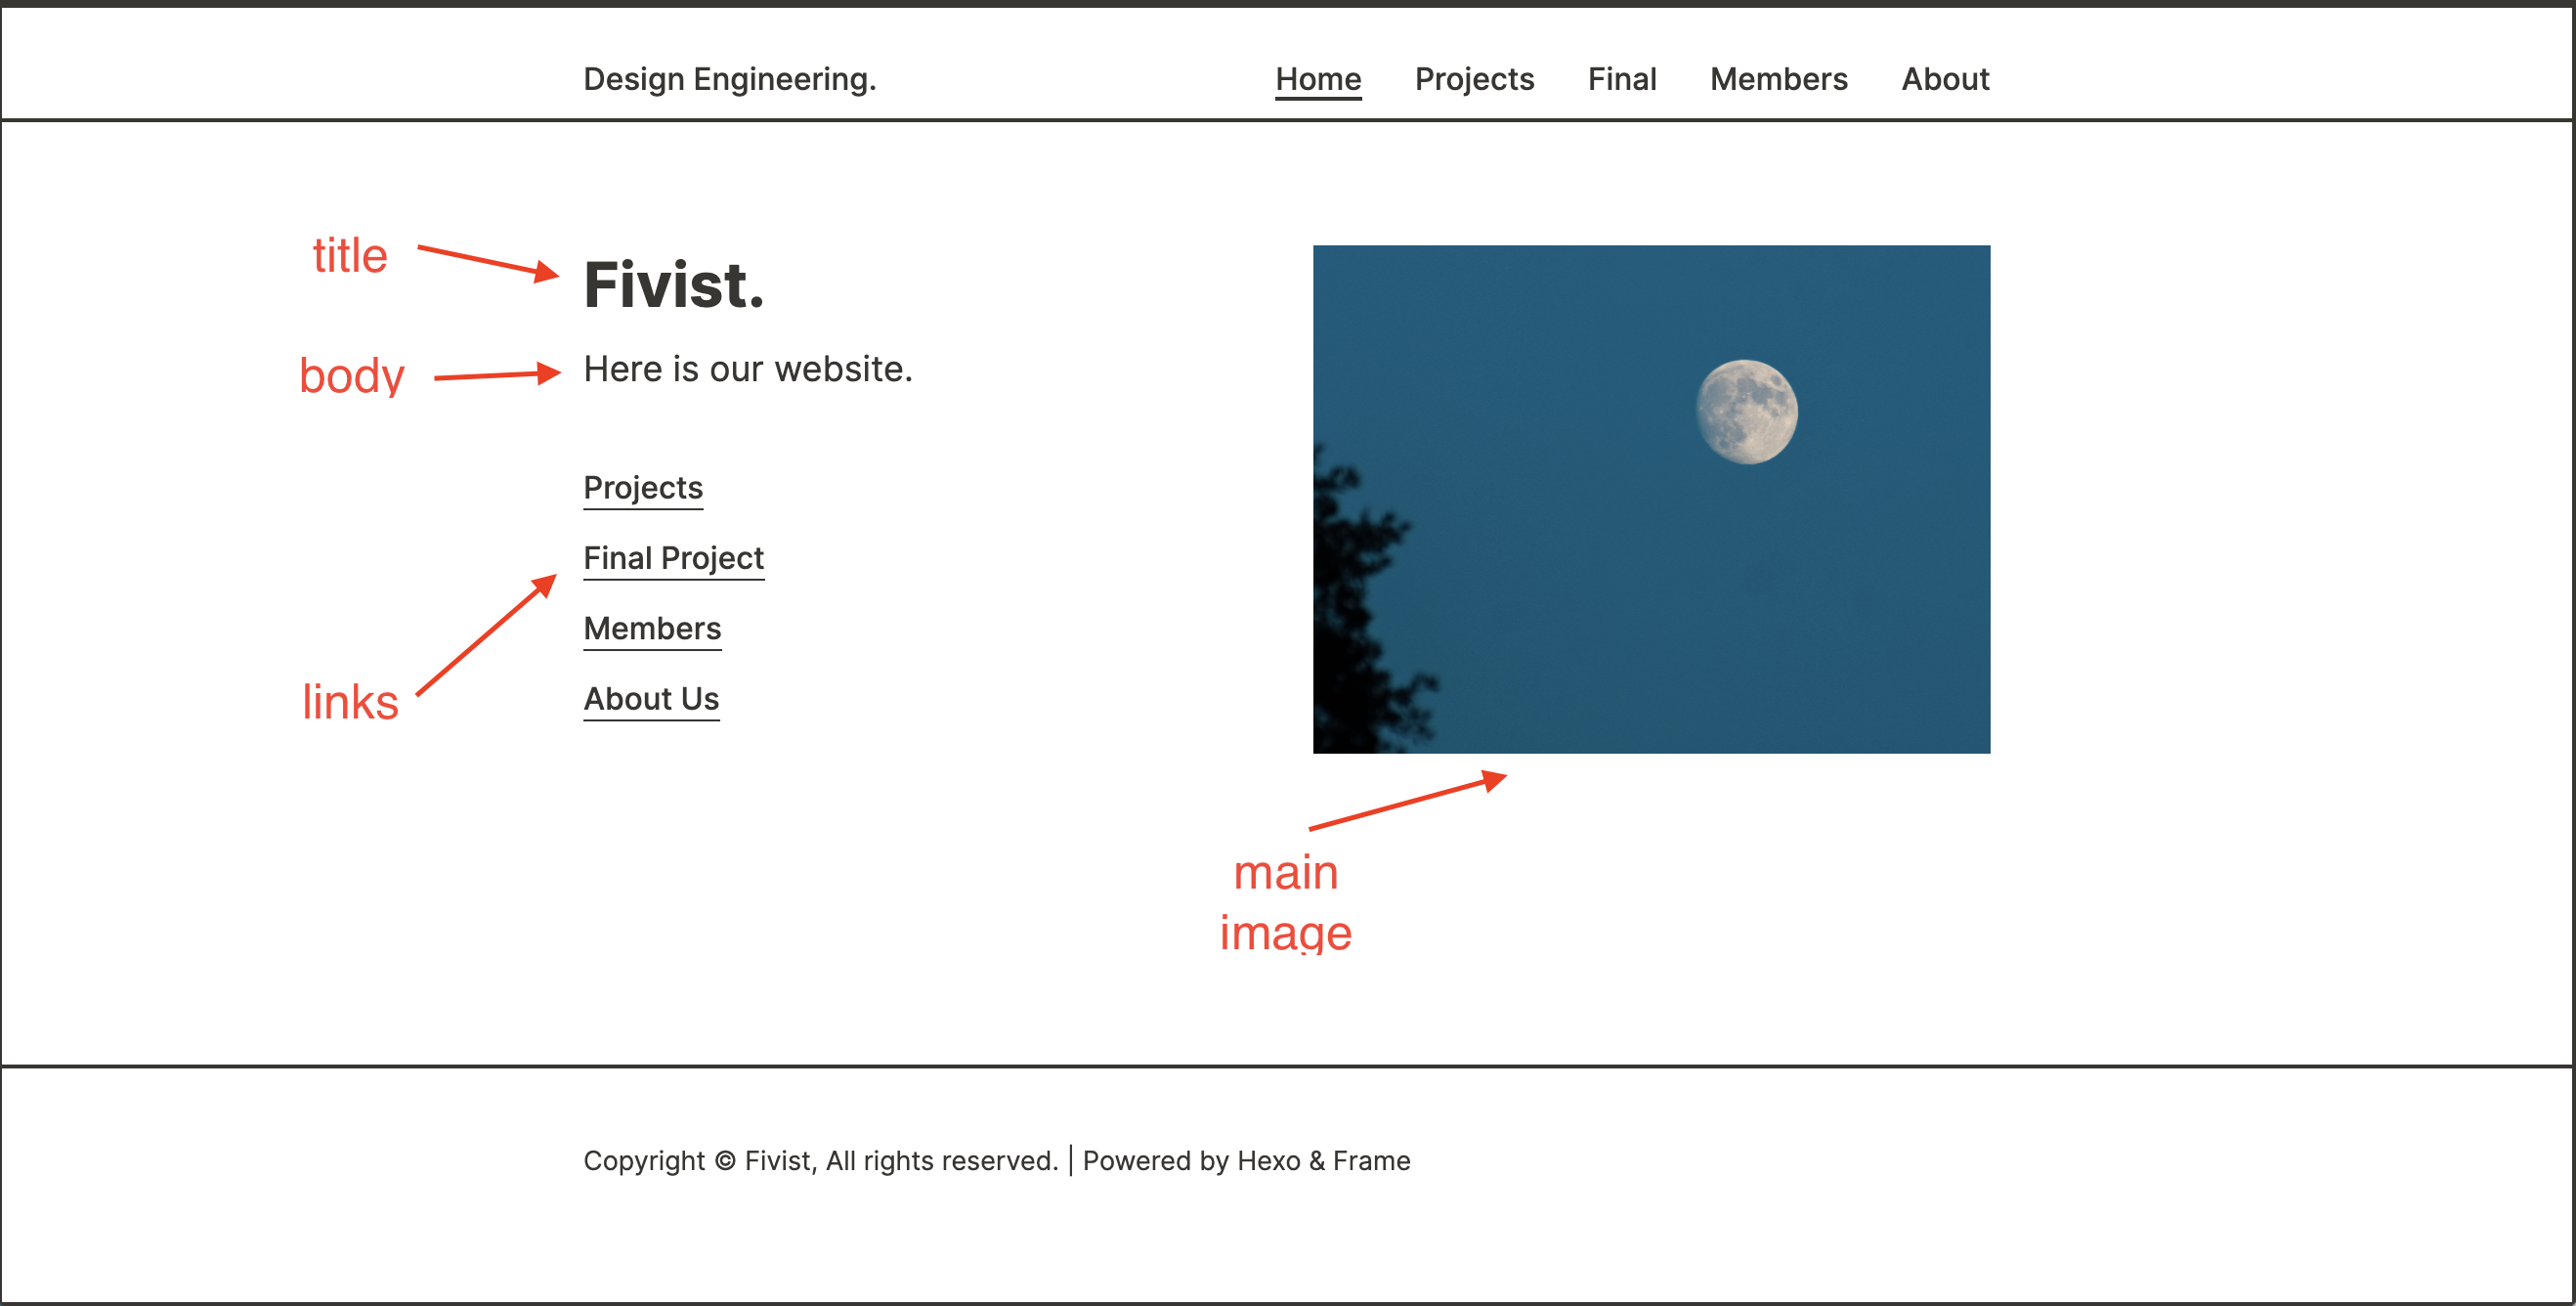 Design Engineering. Home Projects Final Members About
title
Fivist.
body
Here is our website.
Projects
Final Project
Members
links
About Us
main
image
Copyright © Fivist, All rights reserved. | Powered by Hexo & Frame